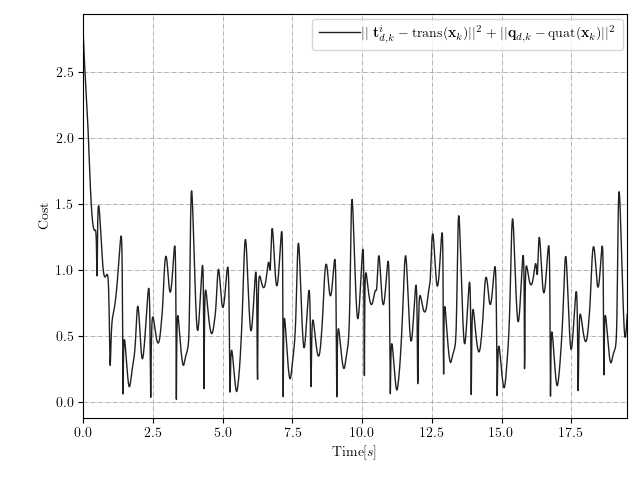 || t^i_{d,k} − trans(x_k)||² + ||q_{d,k} − quat(x_k)||²
2.5
2.0
1.5
1.0
0.5
0.0
Cost
0.0 2.5 5.0 7.5 10.0 12.5 15.0 17.5
Time[s]